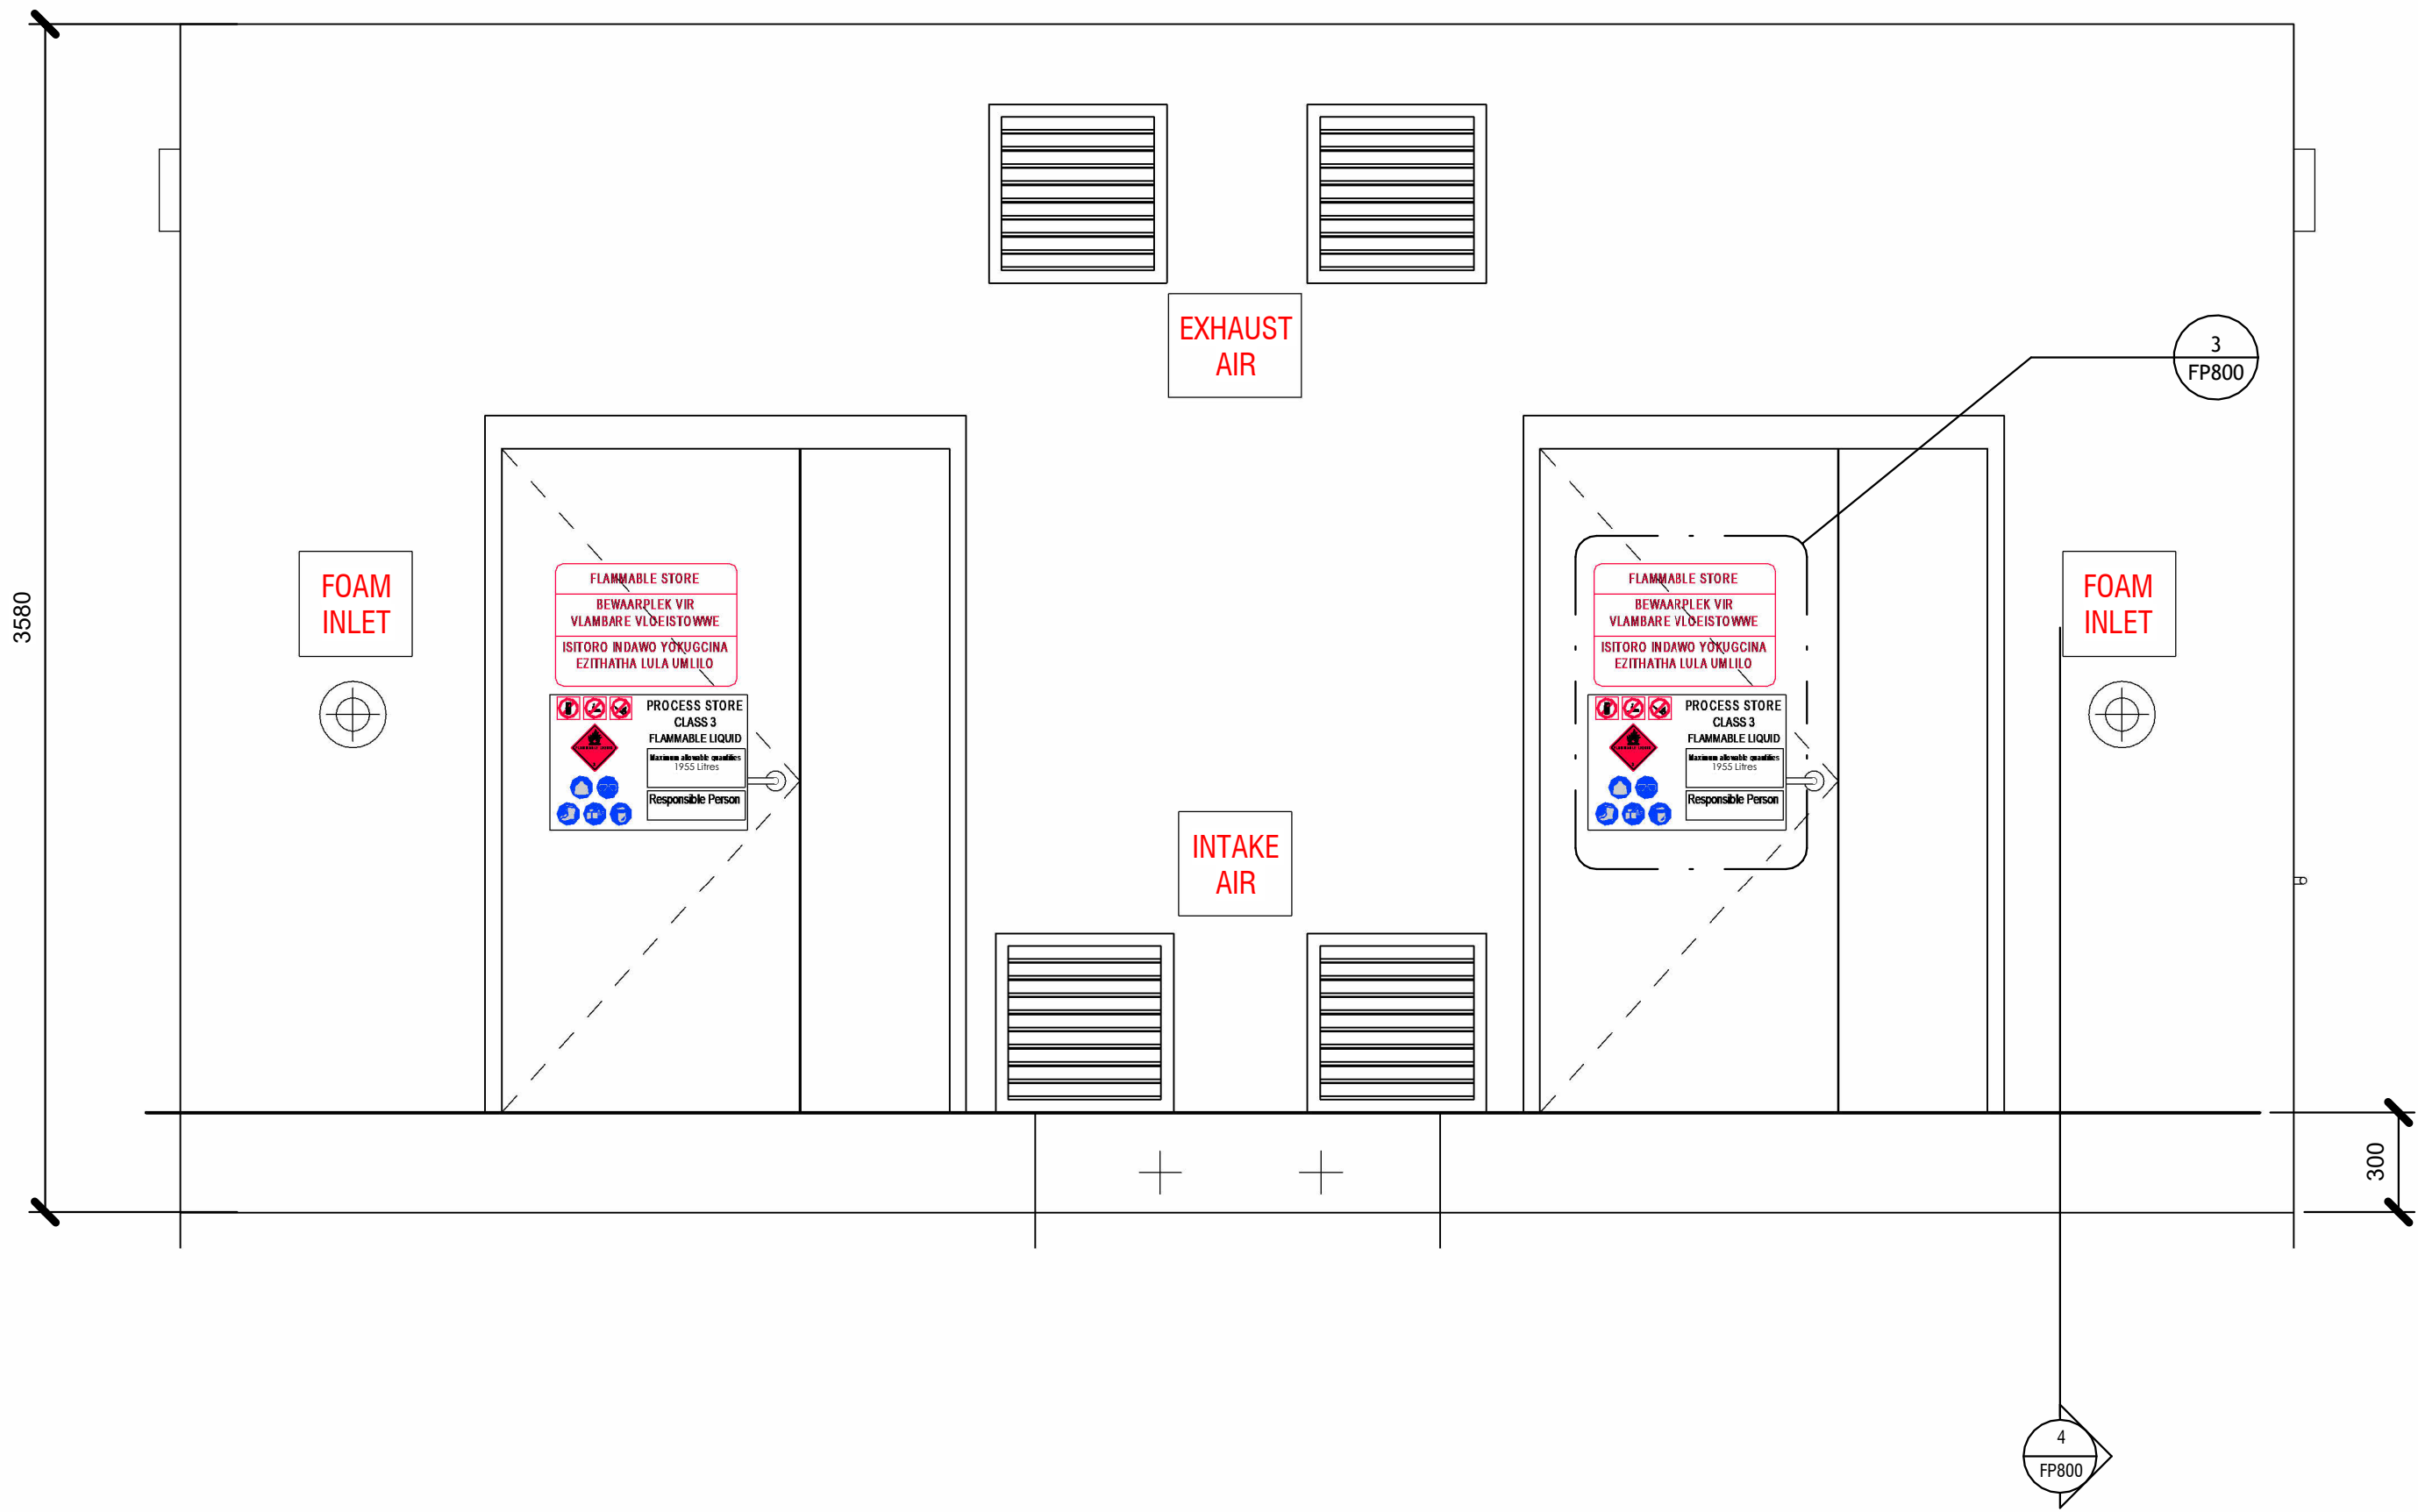 EXHAUST
AIR
3
FP800
3580
FOAM
INLET
FLAMMABLE STORE
BEWAARPLEK VIR
VLAMBARE VLOEISTOWWE
ISITORO INDAWO YOKUGCINA
EZITHATHA LULA UMLILO
PROCESS STORE
CLASS 3
FLAMMABLE LIQUID
Maximum allowable quantities
1955 Litres
Responsible Person
FLAMMABLE STORE
BEWAARPLEK VIR
VLAMBARE VLOEISTOWWE
ISITORO INDAWO YOKUGCINA
EZITHATHA LULA UMLILO
PROCESS STORE
CLASS 3
FLAMMABLE LIQUID
Maximum allowable quantities
1955 Litres
Responsible Person
FOAM
INLET
INTAKE
AIR
300
4
FP800